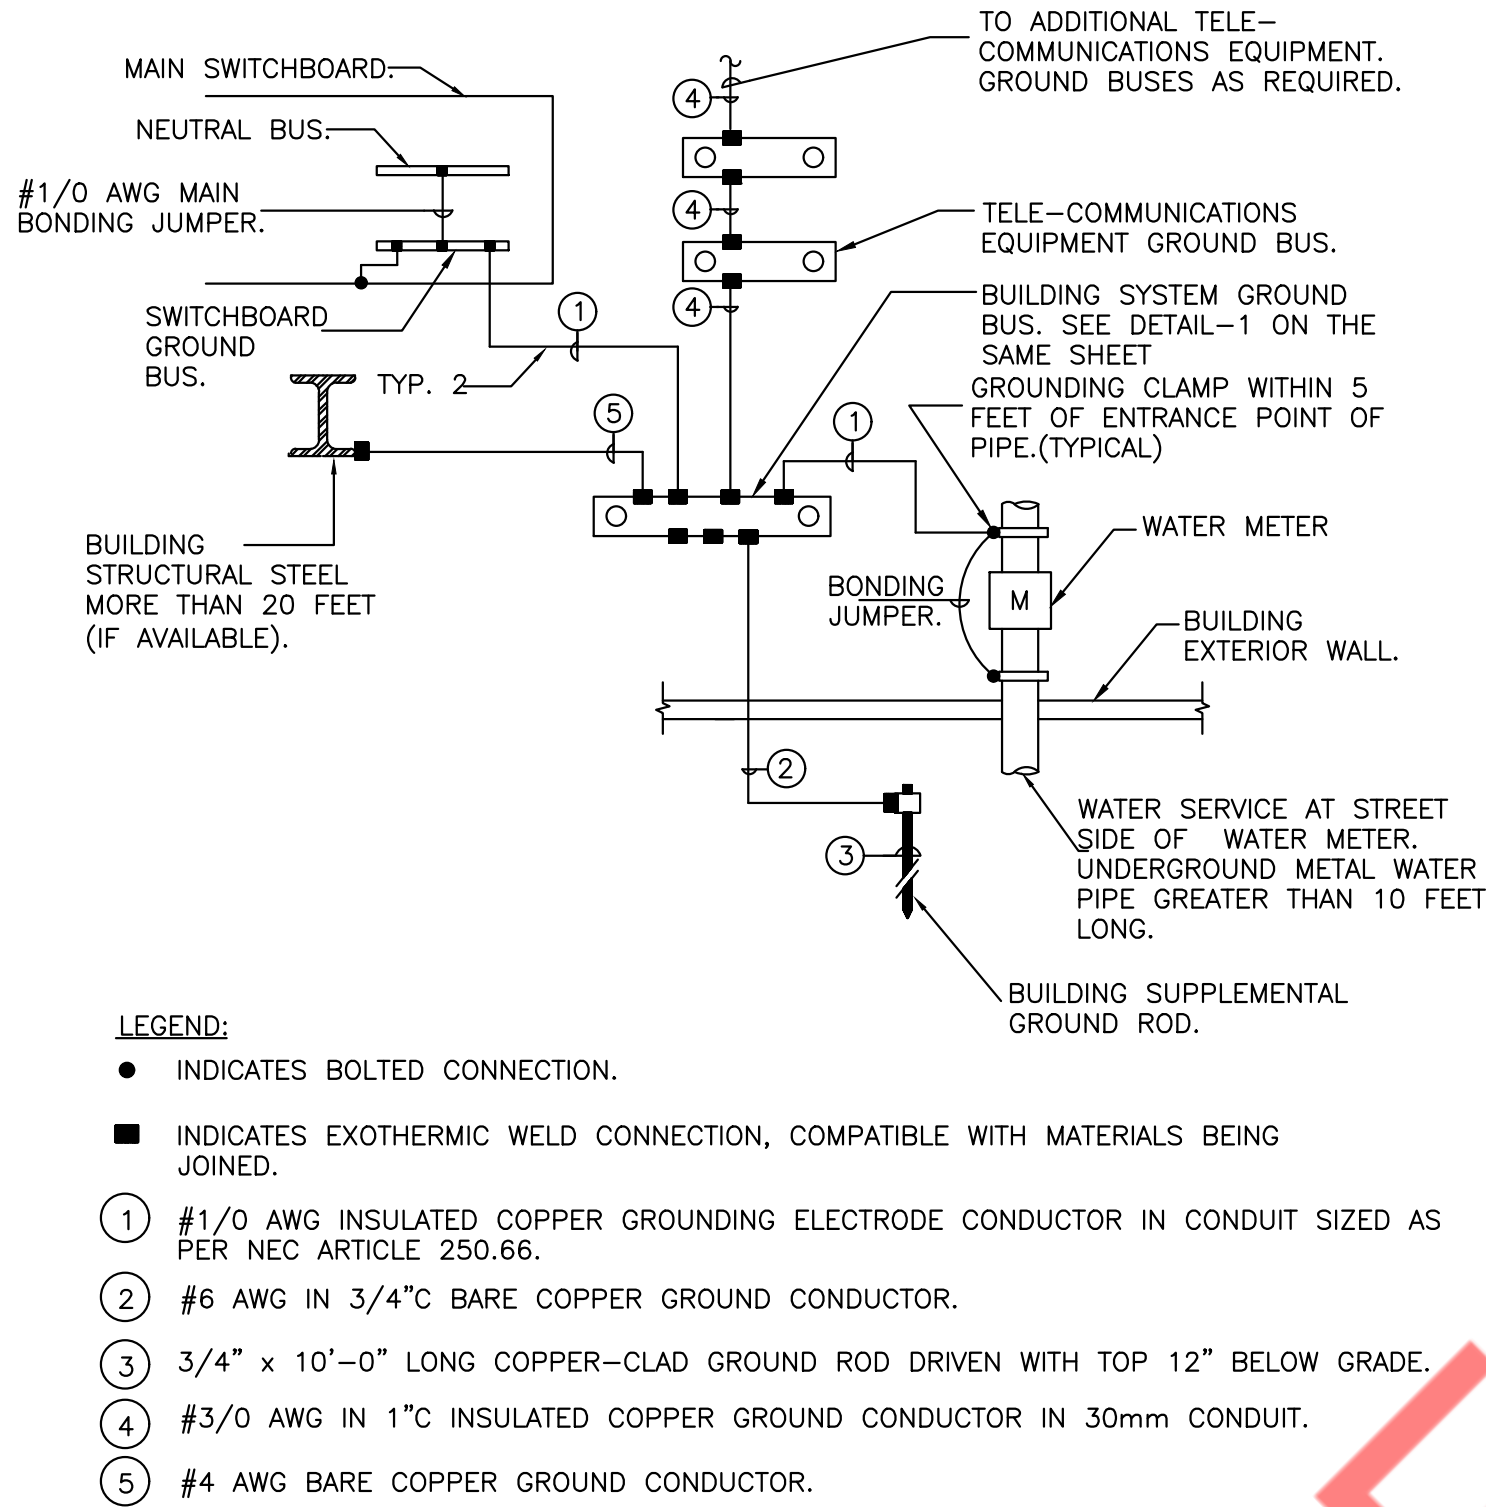 TO ADDITIONAL TELE-
COMMUNICATIONS EQUIPMENT.
GROUND BUSES AS REQUIRED.
MAIN SWITCHBOARD.
NEUTRAL BUS.
#1/0 AWG MAIN
BONDING JUMPER.
4
4
4
TELE-COMMUNICATIONS
EQUIPMENT GROUND BUS.
SWITCHBOARD
GROUND
BUS.
1
TYP. 2
5
1
BUILDING SYSTEM GROUND
BUS. SEE DETAIL-1 ON THE
SAME SHEET
GROUNDING CLAMP WITHIN 5
FEET OF ENTRANCE POINT OF
PIPE.(TYPICAL)
BUILDING
STRUCTURAL STEEL
MORE THAN 20 FEET
(IF AVAILABLE).
WATER METER
BONDING
JUMPER.
M
BUILDING
EXTERIOR WALL.
2
3
WATER SERVICE AT STREET
SIDE OF WATER METER.
UNDERGROUND METAL WATER
PIPE GREATER THAN 10 FEET
LONG.
BUILDING SUPPLEMENTAL
GROUND ROD.
LEGEND:
INDICATES BOLTED CONNECTION.
INDICATES EXOTHERMIC WELD CONNECTION, COMPATIBLE WITH MATERIALS BEING
JOINED.
1 #1/0 AWG INSULATED COPPER GROUNDING ELECTRODE CONDUCTOR IN CONDUIT SIZED AS
PER NEC ARTICLE 250.66.
2 #6 AWG IN 3/4"C BARE COPPER GROUND CONDUCTOR.
3 3/4" x 10'-0" LONG COPPER-CLAD GROUND ROD DRIVEN WITH TOP 12" BELOW GRADE.
4 #3/0 AWG IN 1"C INSULATED COPPER GROUND CONDUCTOR IN 30mm CONDUIT.
5 #4 AWG BARE COPPER GROUND CONDUCTOR.